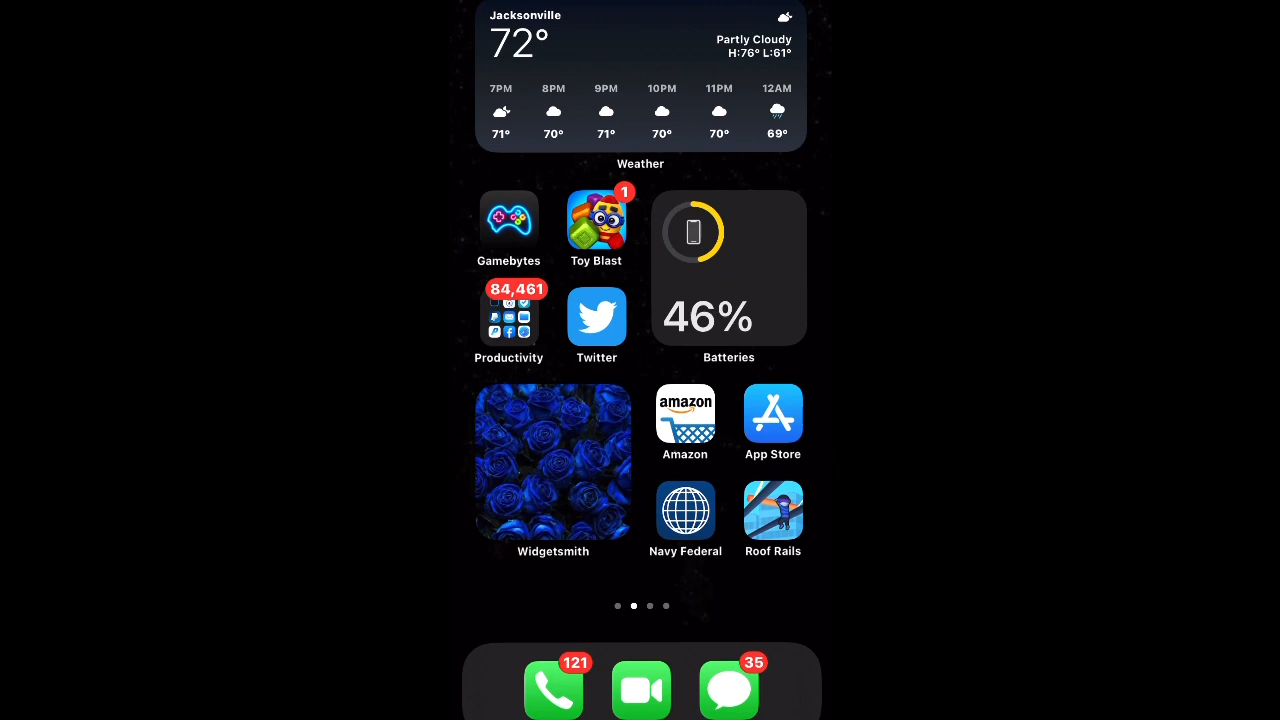 Jacksonville
72°
Partly Cloudy
H:76° L:61°
7PM 8PM 9PM 10PM 11PM 12AM
71° 70° 71° 70° 70° 69°
Weather
1
Gamebytes Toy Blast
84,461
46%
Productivity Twitter Batteries
amazon
Amazon App Store
Widgetsmith Navy Federal Roof Rails
121 35